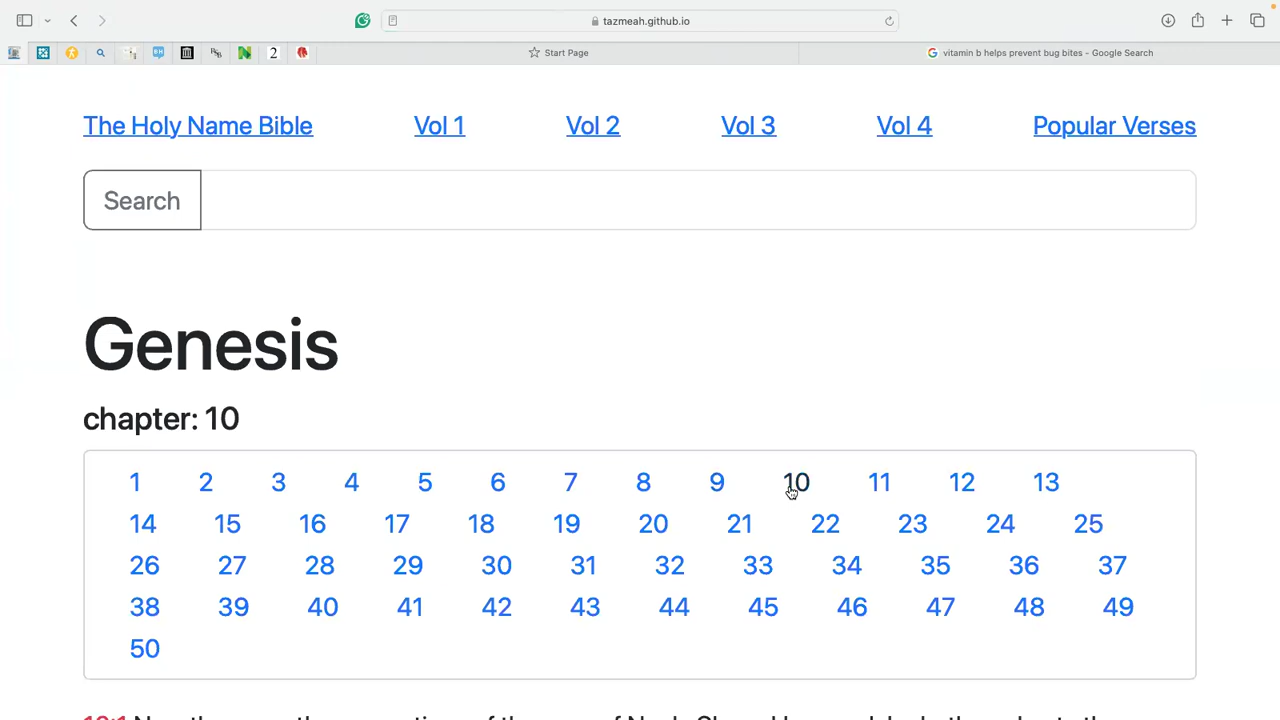 tazmeah.github.io
2
Start Page
vitamin b helps prevent bug bites - Google Search
The Holy Name Bible Vol 1 Vol 2 Vol 3 Vol 4 Popular Verses
Search
Genesis
chapter: 10
1 2 3 4 5 6 7 8 9 10 11 12 13
14 15 16 17 18 19 20 21 22 23 24 25
26 27 28 29 30 31 32 33 34 35 36 37
38 39 40 41 42 43 44 45 46 47 48 49
50